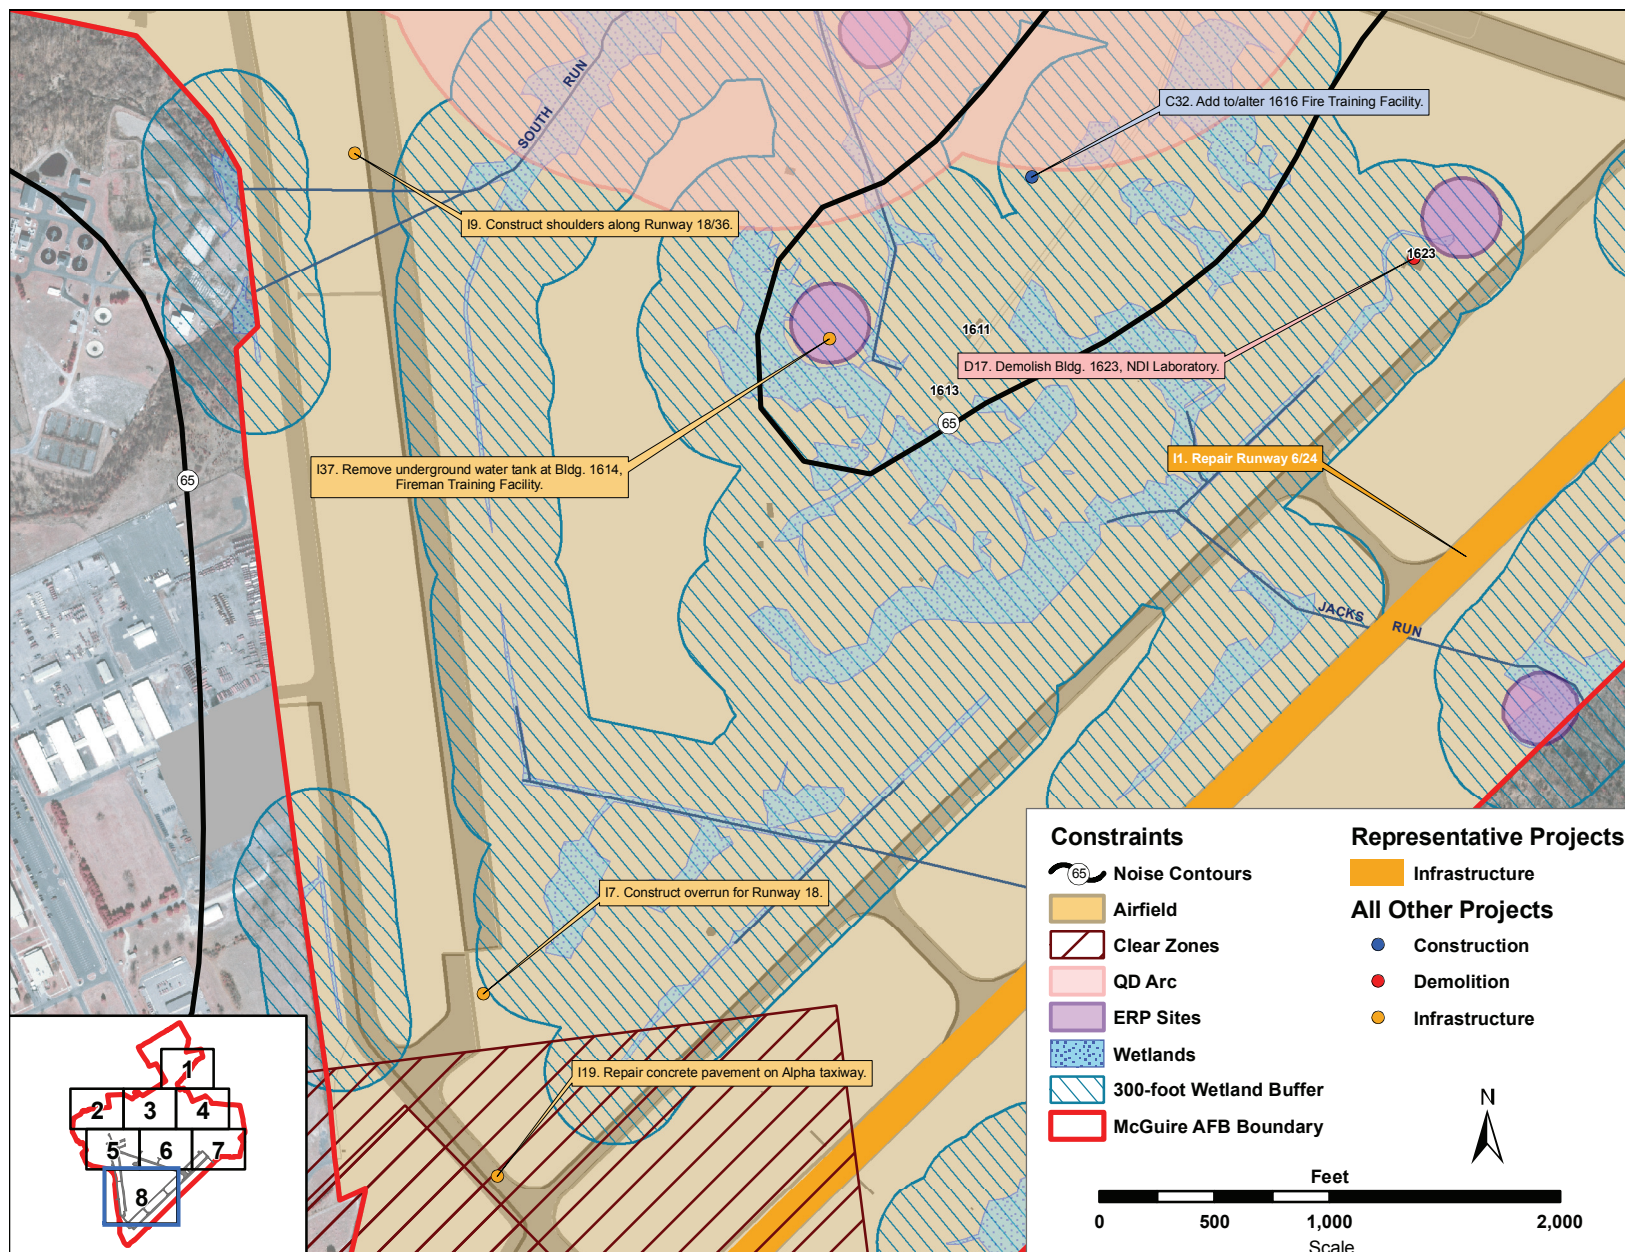 SOUTH RUN
C32. Add to/alter 1616 Fire Training Facility.
I9. Construct shoulders along Runway 18/36.
1623
1611
D17. Demolish Bldg. 1623, NDI Laboratory.
1613
65
I1. Repair Runway 6/24
I37. Remove underground water tank at Bldg. 1614,
Fireman Training Facility.
65
JACKS RUN
I7. Construct overrun for Runway 18.
I19. Repair concrete pavement on Alpha taxiway.
1
2 3 4
5 6 7
8
Constraints
65 Noise Contours
Airfield
Clear Zones
QD Arc
ERP Sites
Wetlands
300-foot Wetland Buffer
McGuire AFB Boundary
Representative Projects
Infrastructure
All Other Projects
Construction
Demolition
Infrastructure
N
Feet
0 500 1,000 2,000
Scale